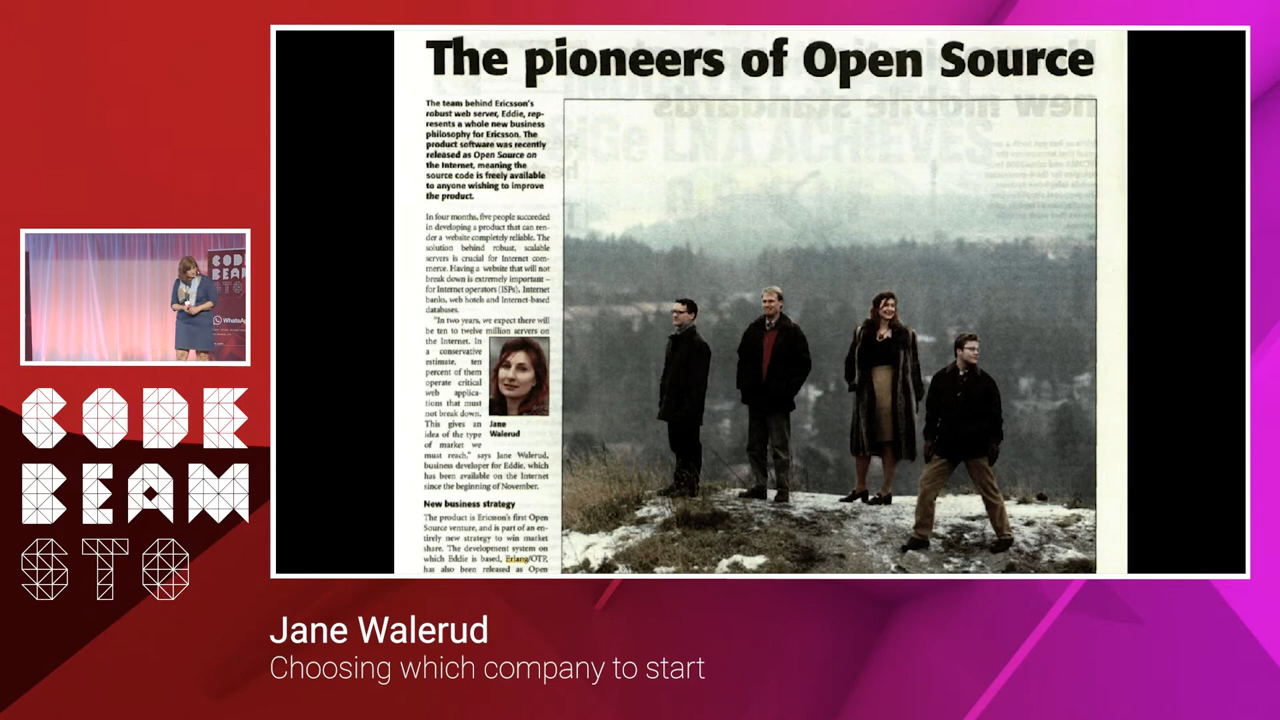 The pioneers of Open Source
The team behind Ericsson's
robust web server, Eddie, rep-
resents a whole new business
philosophy for Ericsson. The
product software was recently
released as Open Source on
the Internet, meaning the
source code is freely available
to anyone wishing to improve
the product.
In four months, five people succeeded
in developing a product that can ren-
der a website completely reliable. The
solution behind robust, scalable
servers is crucial for Internet com-
merce. Having a website that will not
break down is extremely important –
for Internet operators (ISPs), Internet
banks, web hotels and Internet-based
databases.
"In two years, we expect there will
be ten to twelve million servers on
the Internet. In
a conservative
estimate, ten
percent of them
operate critical
web applica-
tions that must
not break down.
This gives an
idea of the type
of market we
must reach," says Jane Walerud,
business developer for Eddie, which
has been available on the Internet
since the beginning of November.
Jane
Walerud
New business strategy
The product is Ericsson's first Open
Source venture, and is part of an en-
tirely new strategy to win market
share. The development system on
which Eddie is based, Erlang/OTP,
has also been released as Open
CODE
BEAM
STO
WhatsA
CODE
BEAM
STO
Jane Walerud
Choosing which company to start